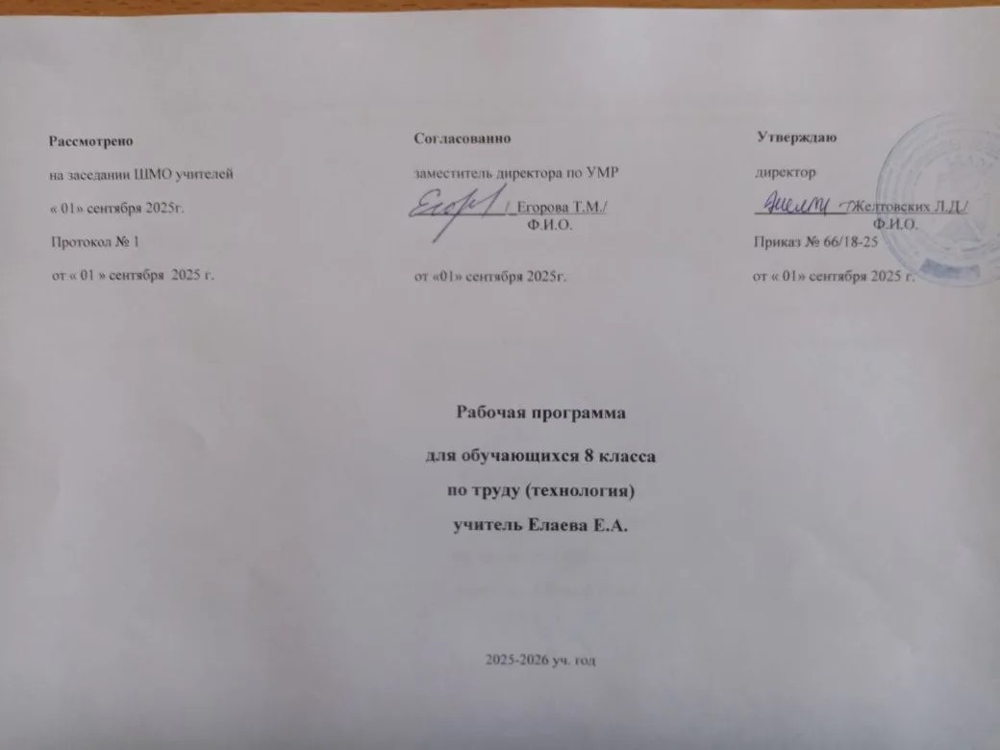 Рассмотрено
на заседании ШМО учителей
« 01» сентября 2025г.
Протокол № 1
от « 01 » сентября 2025 г.
Согласованно
заместитель директора по УМР
Егорова Т.М./
Ф.И.О.
от «01» сентября 2025г.
Утверждаю
директор
Желтовских Л.Д./
Ф.И.О.
Приказ № 66/18-25
от « 01» сентября 2025 г.
Рабочая программа
для обучающихся 8 класса
по труду (технология)
учитель Елаева Е.А.
2025-2026 уч. год